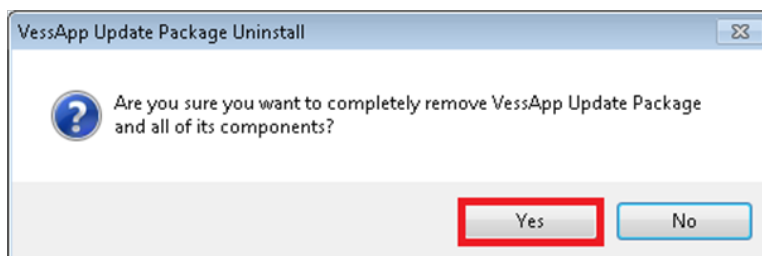 VessApp Update Package Uninstall
Are you sure you want to completely remove VessApp Update Package
and all of its components?
Yes
No